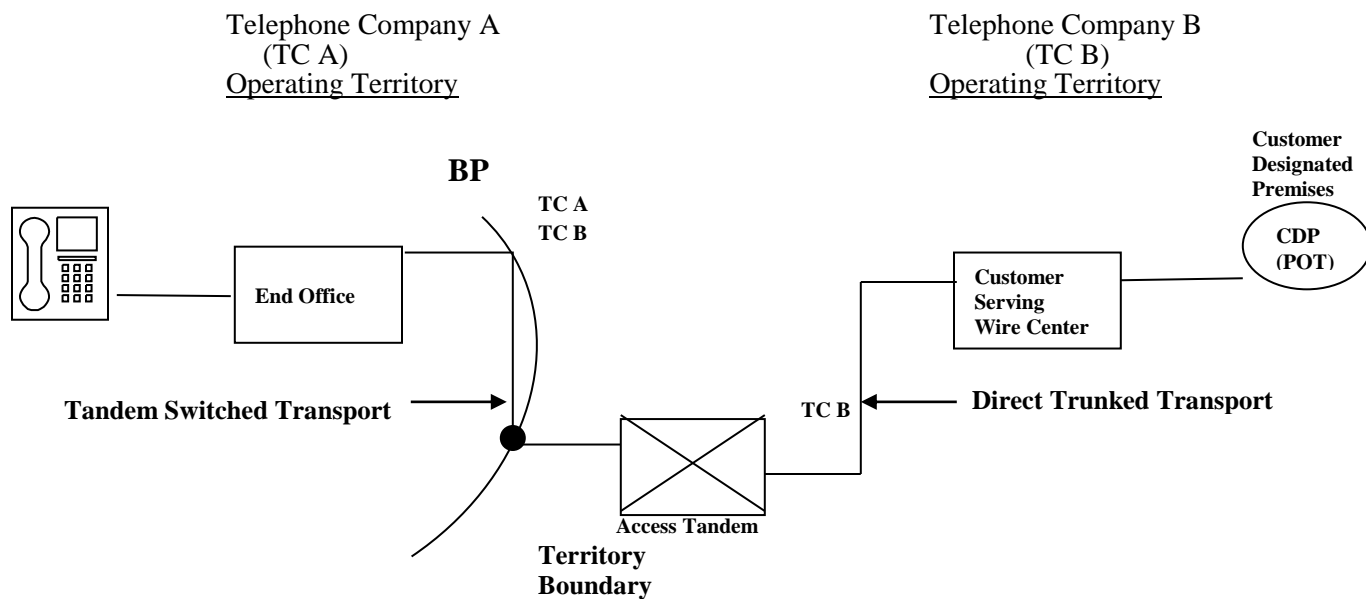 Telephone Company A
(TC A)
Operating Territory
Telephone Company B
(TC B)
Operating Territory
Customer
Designated
Premises
BP
TC A
TC B
CDP
(POT)
End Office
Customer
Serving
Wire Center
Tandem Switched Transport
TC B
Direct Trunked Transport
Access Tandem
Territory
Boundary